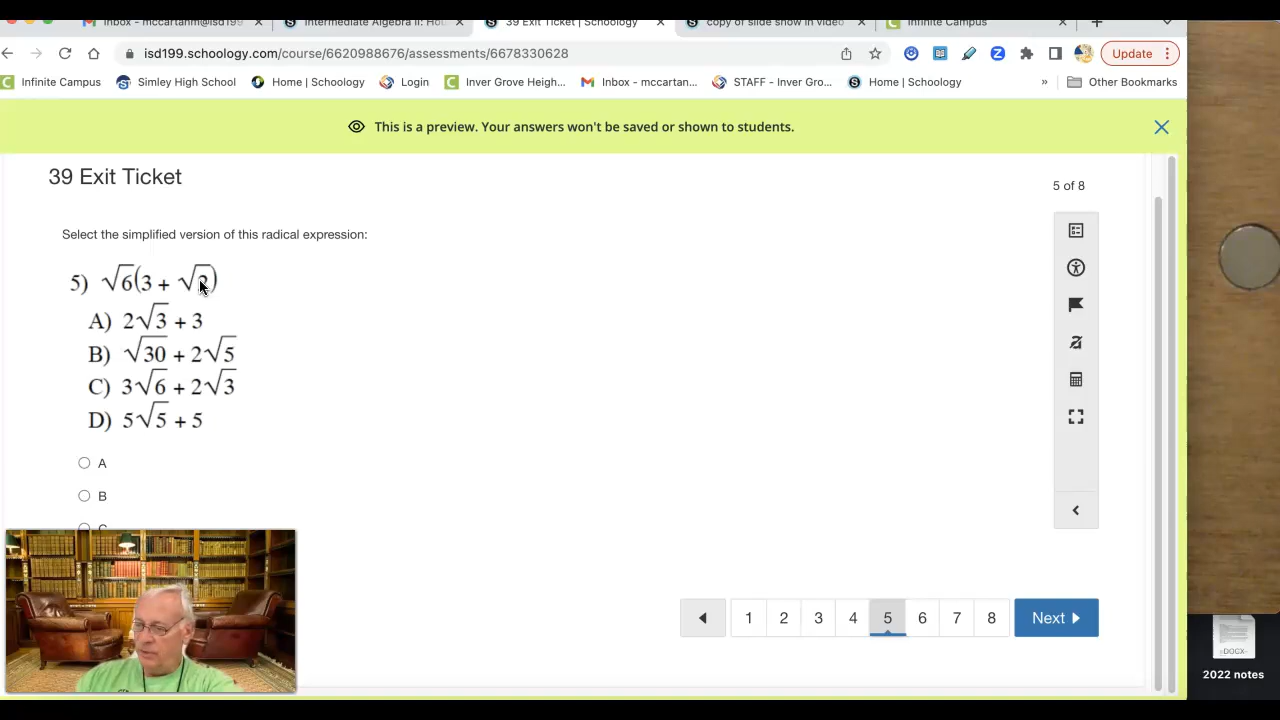 Inbox - mccartanm@isd199
Intermediate Algebra II: Hou
39 Exit Ticket | Schoology
copy of slide show in video
Infinite Campus
isd199.schoology.com/course/6620988676/assessments/6678330628
Update
Infinite Campus
Simley High School
Home | Schoology
Login
Inver Grove Heigh...
Inbox - mccartan...
STAFF - Inver Gro...
Home | Schoology
»
Other Bookmarks
This is a preview. Your answers won't be saved or shown to students.
39 Exit Ticket
5 of 8
Select the simplified version of this radical expression:
5) √6(3 + √2)
A) 2√3 + 3
B) √30 + 2√5
C) 3√6 + 2√3
D) 5√5 + 5
A
B
C
1 2 3 4 5 6 7 8 Next
-DOCX-
2022 notes